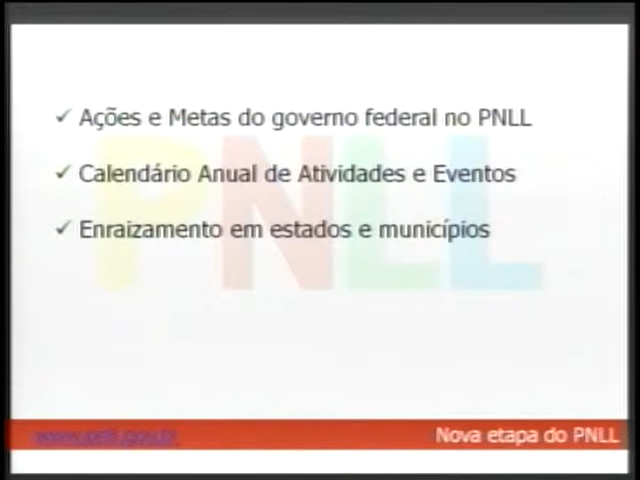 Ações e Metas do governo federal no PNLL
Calendário Anual de Atividades e Eventos
Enraizamento em estados e municípios
PNLL
www.pnll.gov.br
Nova etapa do PNLL